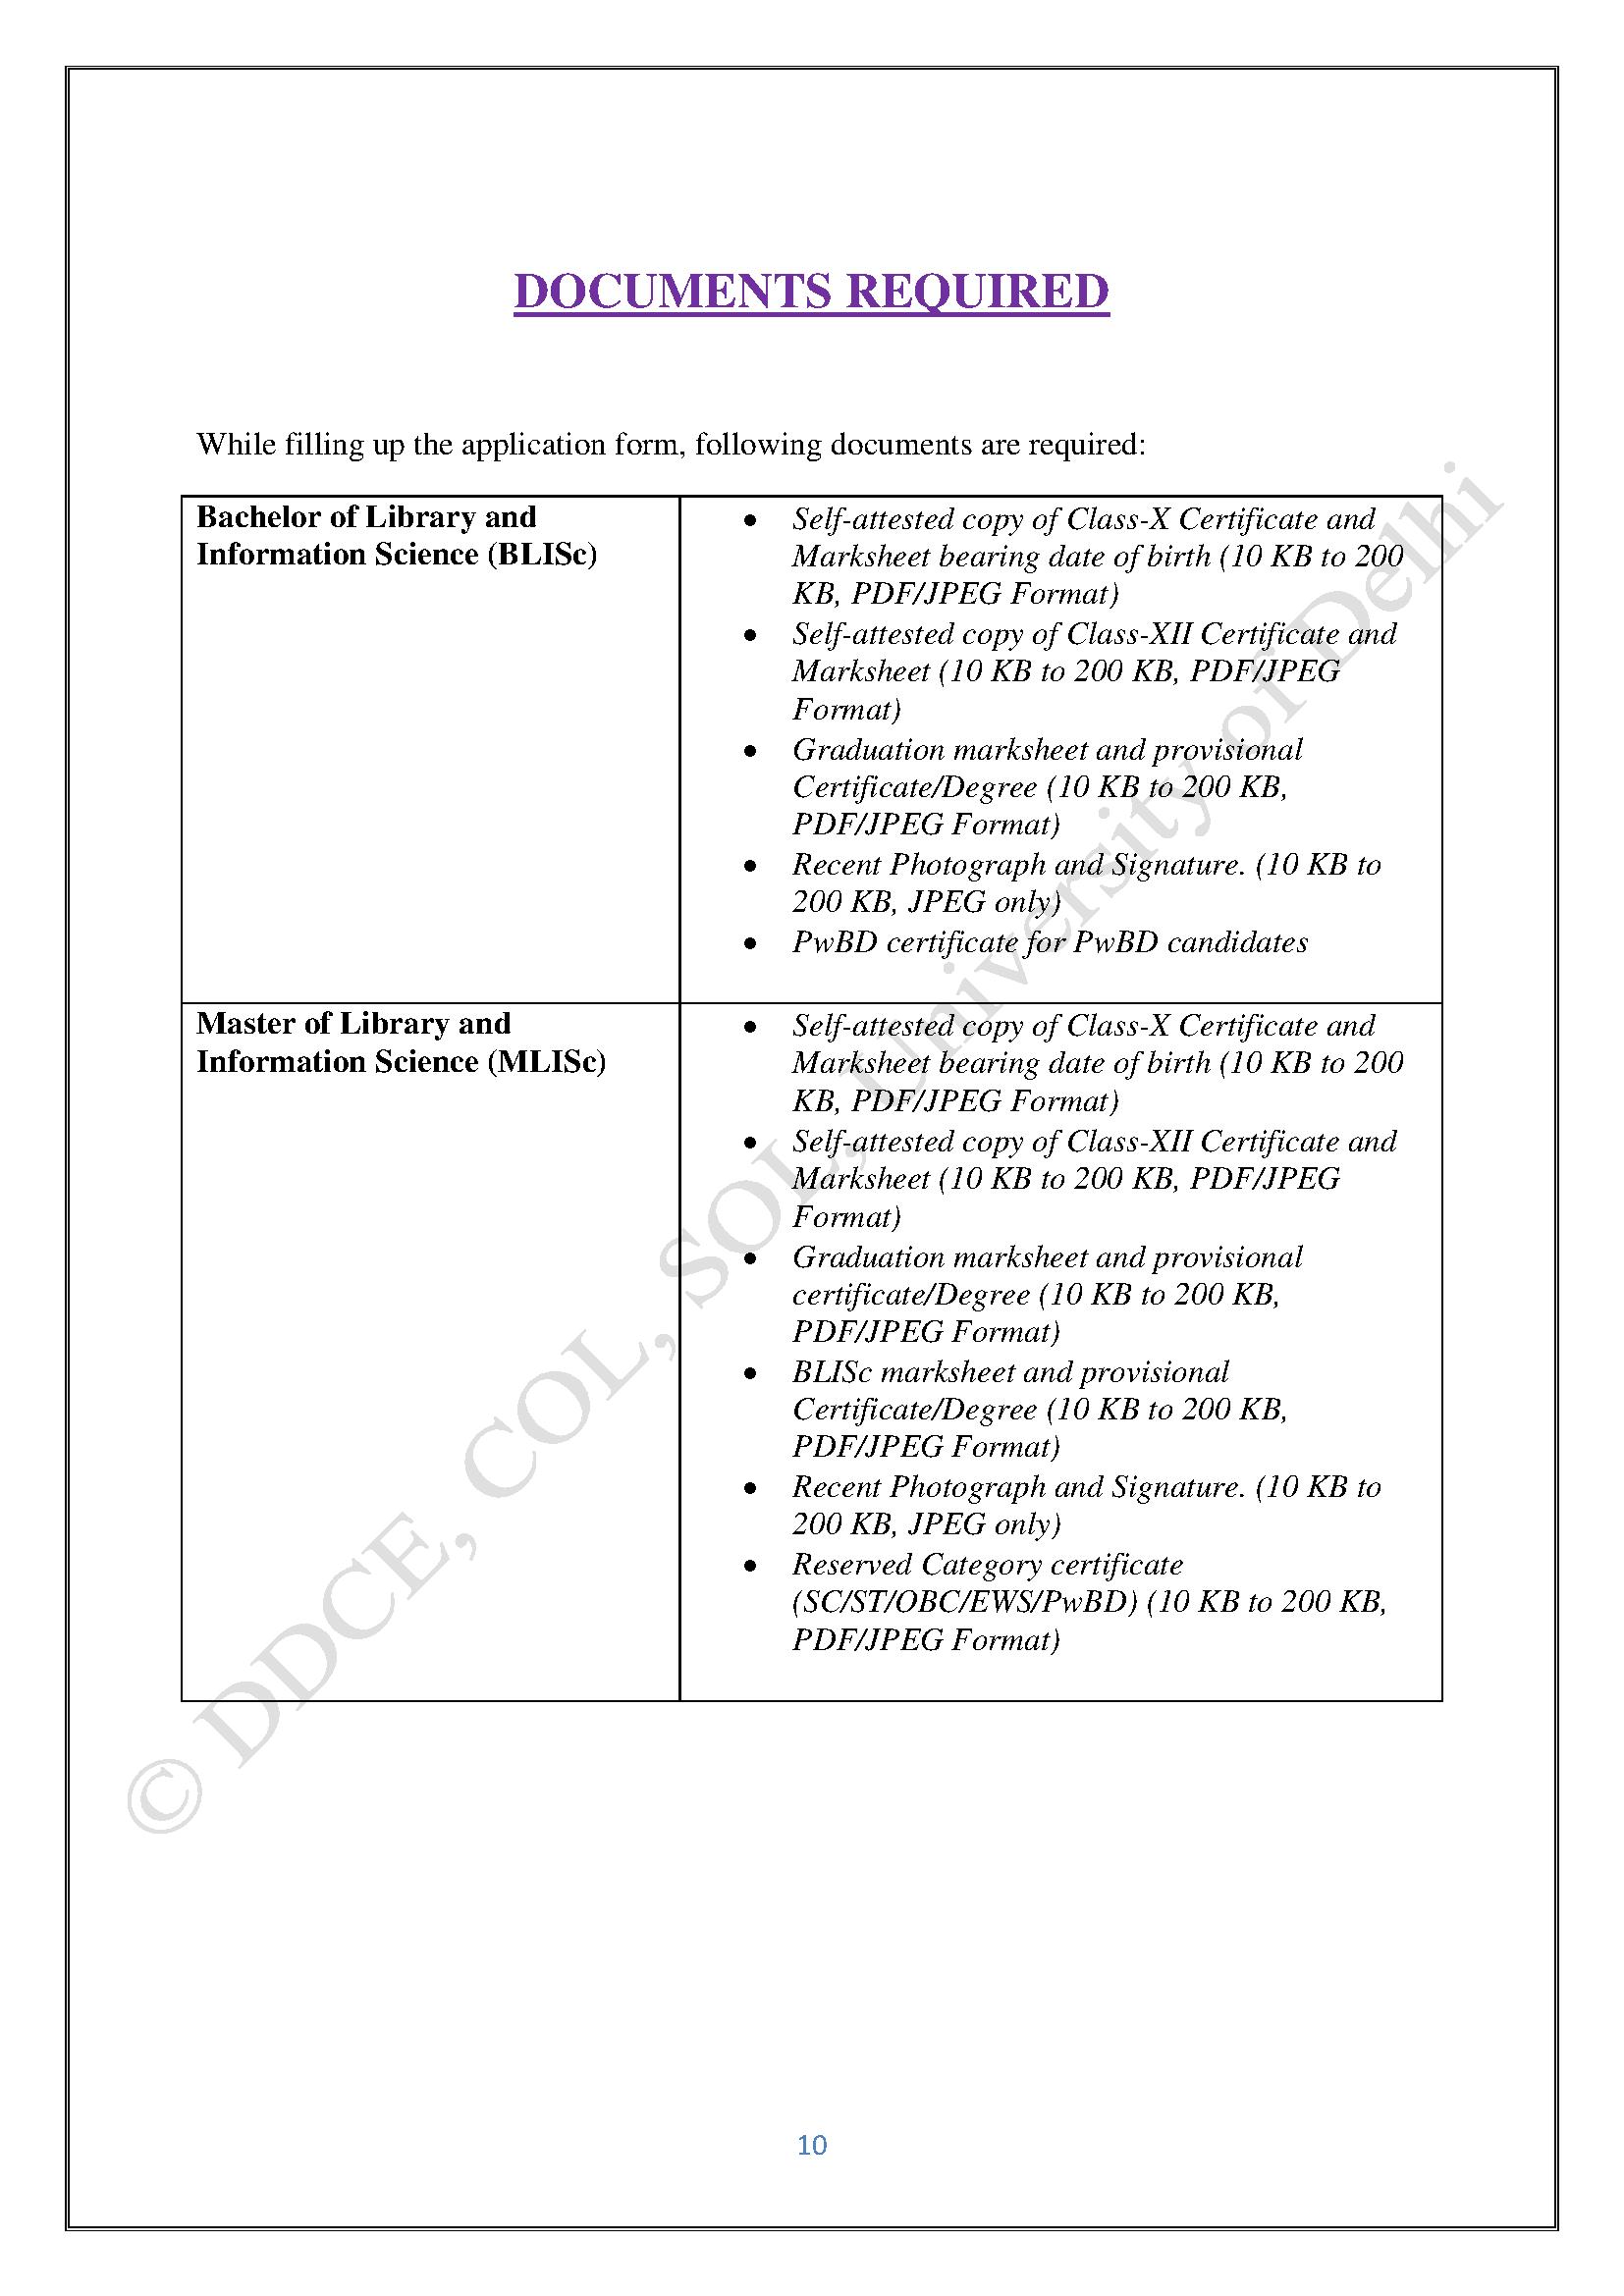 DOCUMENTS REQUIRED
While filling up the application form, following documents are required:
Bachelor of Library and
Information Science (BLISc)
• Self-attested copy of Class-X Certificate and
Marksheet bearing date of birth (10 KB to 200
KB, PDF/JPEG Format)
• Self-attested copy of Class-XII Certificate and
Marksheet (10 KB to 200 KB, PDF/JPEG
Format)
• Graduation marksheet and provisional
Certificate/Degree (10 KB to 200 KB,
PDF/JPEG Format)
• Recent Photograph and Signature. (10 KB to
200 KB, JPEG only)
• PwBD certificate for PwBD candidates
Master of Library and
Information Science (MLISc)
• Self-attested copy of Class-X Certificate and
Marksheet bearing date of birth (10 KB to 200
KB, PDF/JPEG Format)
• Self-attested copy of Class-XII Certificate and
Marksheet (10 KB to 200 KB, PDF/JPEG
Format)
• Graduation marksheet and provisional
certificate/Degree (10 KB to 200 KB,
PDF/JPEG Format)
• BLISc marksheet and provisional
Certificate/Degree (10 KB to 200 KB,
PDF/JPEG Format)
• Recent Photograph and Signature. (10 KB to
200 KB, JPEG only)
• Reserved Category certificate
(SC/ST/OBC/EWS/PwBD) (10 KB to 200 KB,
PDF/JPEG Format)
© DDCE, COL, SOL, University of Delhi
10